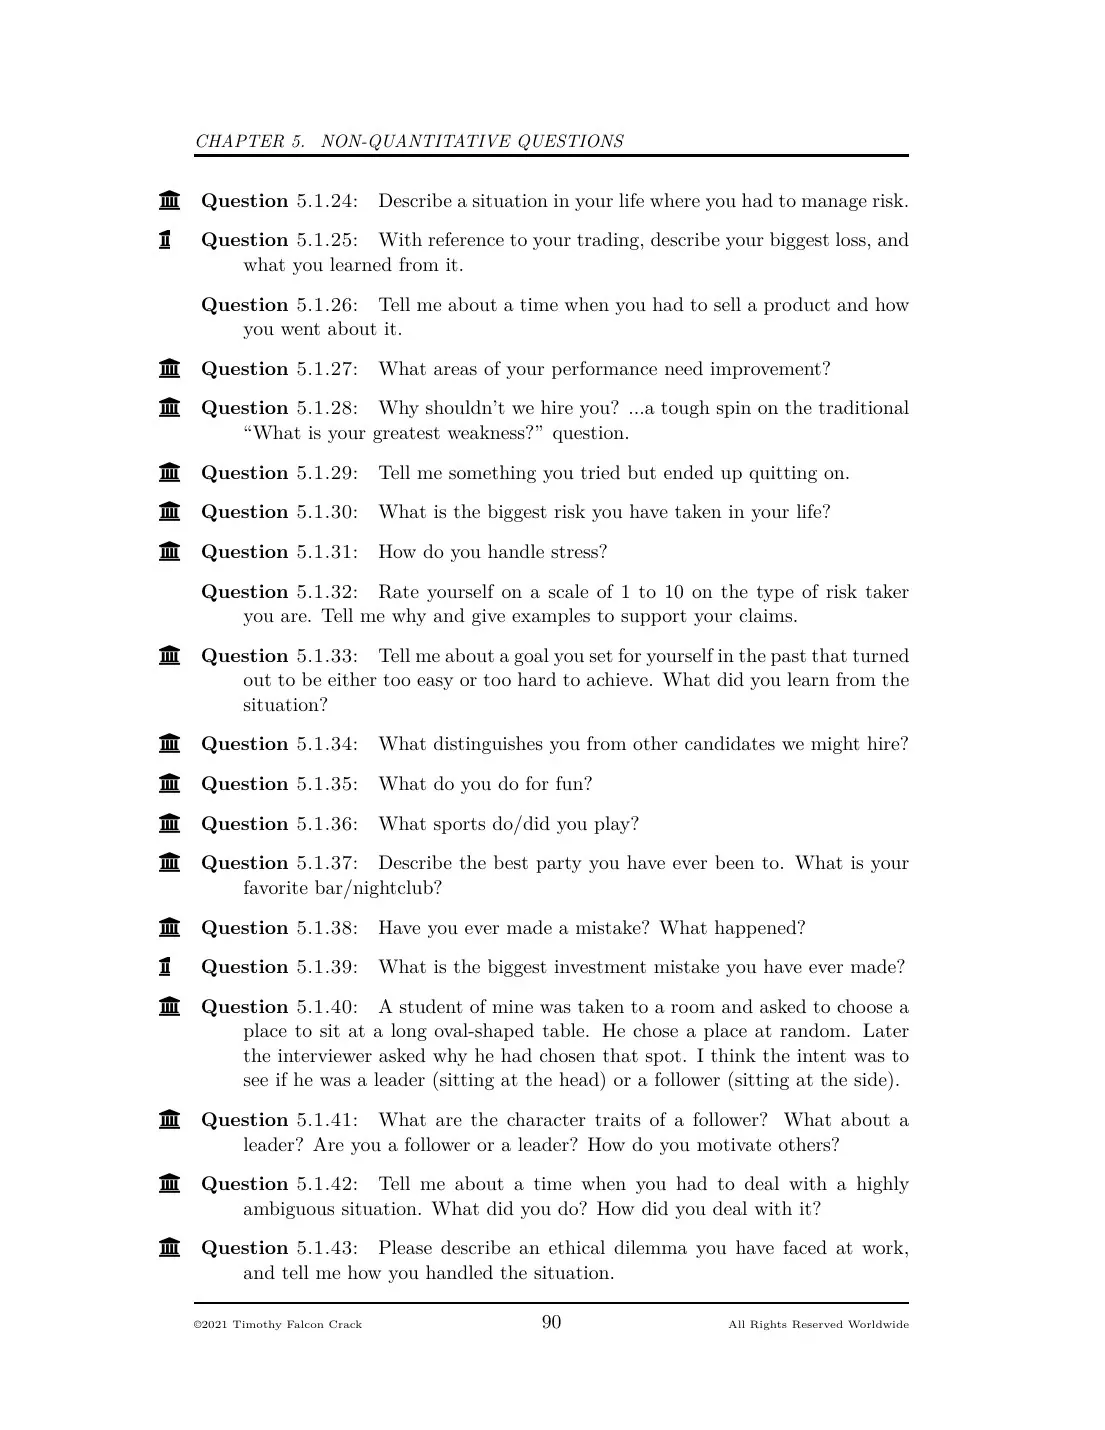 CHAPTER 5. NON-QUANTITATIVE QUESTIONS
Question 5.1.24: Describe a situation in your life where you had to manage risk.
Question 5.1.25: With reference to your trading, describe your biggest loss, and
what you learned from it.
Question 5.1.26: Tell me about a time when you had to sell a product and how
you went about it.
Question 5.1.27: What areas of your performance need improvement?
Question 5.1.28: Why shouldn't we hire you? ...a tough spin on the traditional
“What is your greatest weakness?” question.
Question 5.1.29: Tell me something you tried but ended up quitting on.
Question 5.1.30: What is the biggest risk you have taken in your life?
Question 5.1.31: How do you handle stress?
Question 5.1.32: Rate yourself on a scale of 1 to 10 on the type of risk taker
you are. Tell me why and give examples to support your claims.
Question 5.1.33: Tell me about a goal you set for yourself in the past that turned
out to be either too easy or too hard to achieve. What did you learn from the
situation?
Question 5.1.34: What distinguishes you from other candidates we might hire?
Question 5.1.35: What do you do for fun?
Question 5.1.36: What sports do/did you play?
Question 5.1.37: Describe the best party you have ever been to. What is your
favorite bar/nightclub?
Question 5.1.38: Have you ever made a mistake? What happened?
Question 5.1.39: What is the biggest investment mistake you have ever made?
Question 5.1.40: A student of mine was taken to a room and asked to choose a
place to sit at a long oval-shaped table. He chose a place at random. Later
the interviewer asked why he had chosen that spot. I think the intent was to
see if he was a leader (sitting at the head) or a follower (sitting at the side).
Question 5.1.41: What are the character traits of a follower? What about a
leader? Are you a follower or a leader? How do you motivate others?
Question 5.1.42: Tell me about a time when you had to deal with a highly
ambiguous situation. What did you do? How did you deal with it?
Question 5.1.43: Please describe an ethical dilemma you have faced at work,
and tell me how you handled the situation.
©2021 Timothy Falcon Crack 90 All Rights Reserved Worldwide